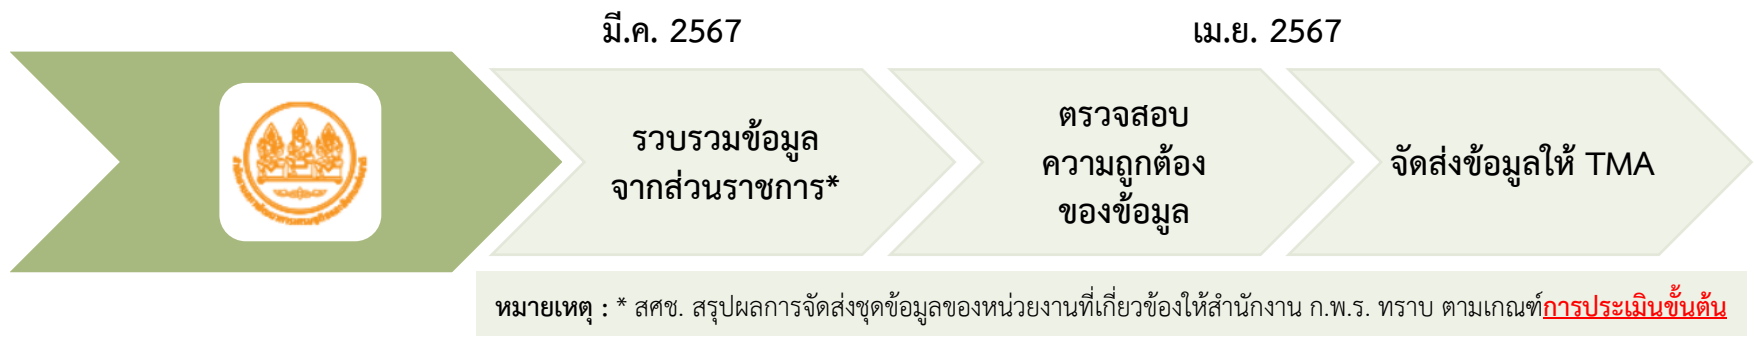 มี.ค. 2567
เม.ย. 2567
รวบรวมข้อมูล
จากส่วนราชการ*
ตรวจสอบ
ความถูกต้อง
ของข้อมูล
จัดส่งข้อมูลให้ TMA
หมายเหตุ : * สศช. สรุปผลการจัดส่งชุดข้อมูลของหน่วยงานที่เกี่ยวข้องให้สำนักงาน ก.พ.ร. ทราบ ตามเกณฑ์การประเมินขั้นต้น